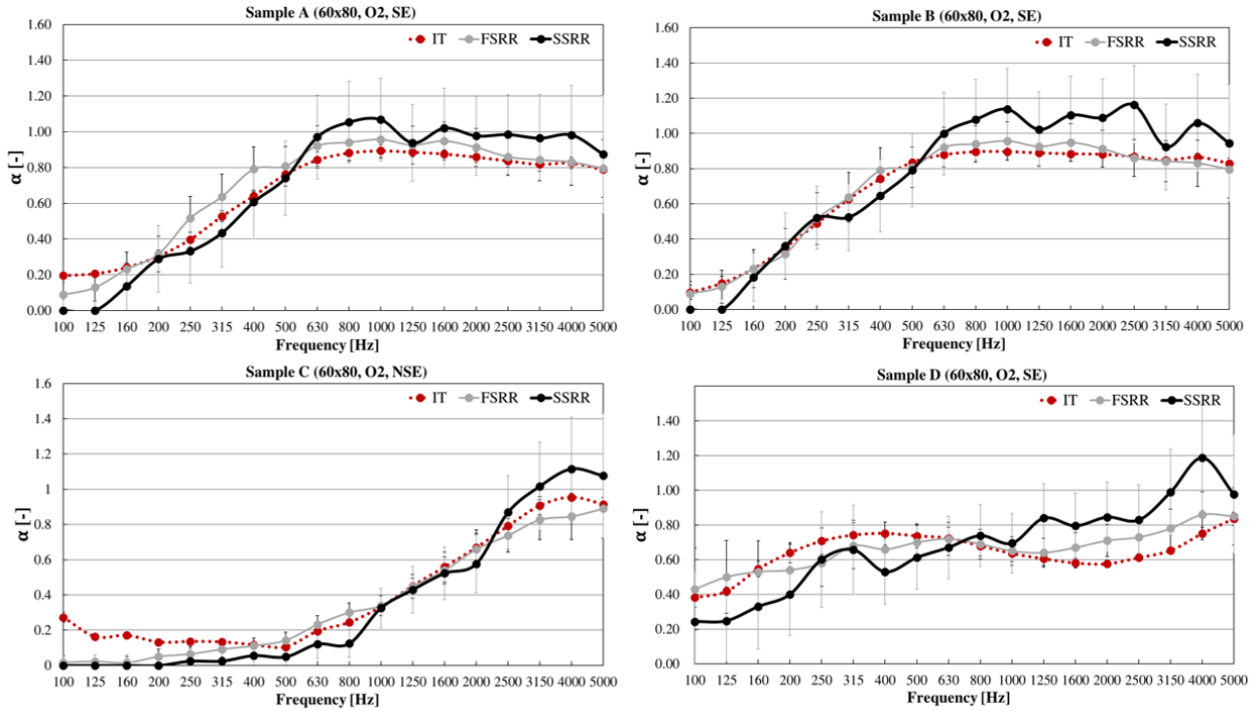 Sample A (60x80, O2, SE)
IT FSRR SSRR
1.60
1.40
1.20
1.00
0.80
0.60
0.40
0.20
0.00
α [-]
100 125 160 200 250 315 400 500 630 800 1000 1250 1600 2000 2500 3150 4000 5000
Frequency [Hz]
Sample B (60x80, O2, SE)
IT FSRR SSRR
1.60
1.40
1.20
1.00
0.80
0.60
0.40
0.20
0.00
α [-]
100 125 160 200 250 315 400 500 630 800 1000 1250 1600 2000 2500 3150 4000 5000
Frequency [Hz]
Sample C (60x80, O2, NSE)
IT FSRR SSRR
1.6
1.4
1.2
1
0.8
0.6
0.4
0.2
0
α [-]
100 125 160 200 250 315 400 500 630 800 1000 1250 1600 2000 2500 3150 4000 5000
Frequency [Hz]
Sample D (60x80, O2, SE)
IT FSRR SSRR
1.40
1.20
1.00
0.80
0.60
0.40
0.20
0.00
α [-]
100 125 160 200 250 315 400 500 630 800 1000 1250 1600 2000 2500 3150 4000 5000
Frequency [Hz]